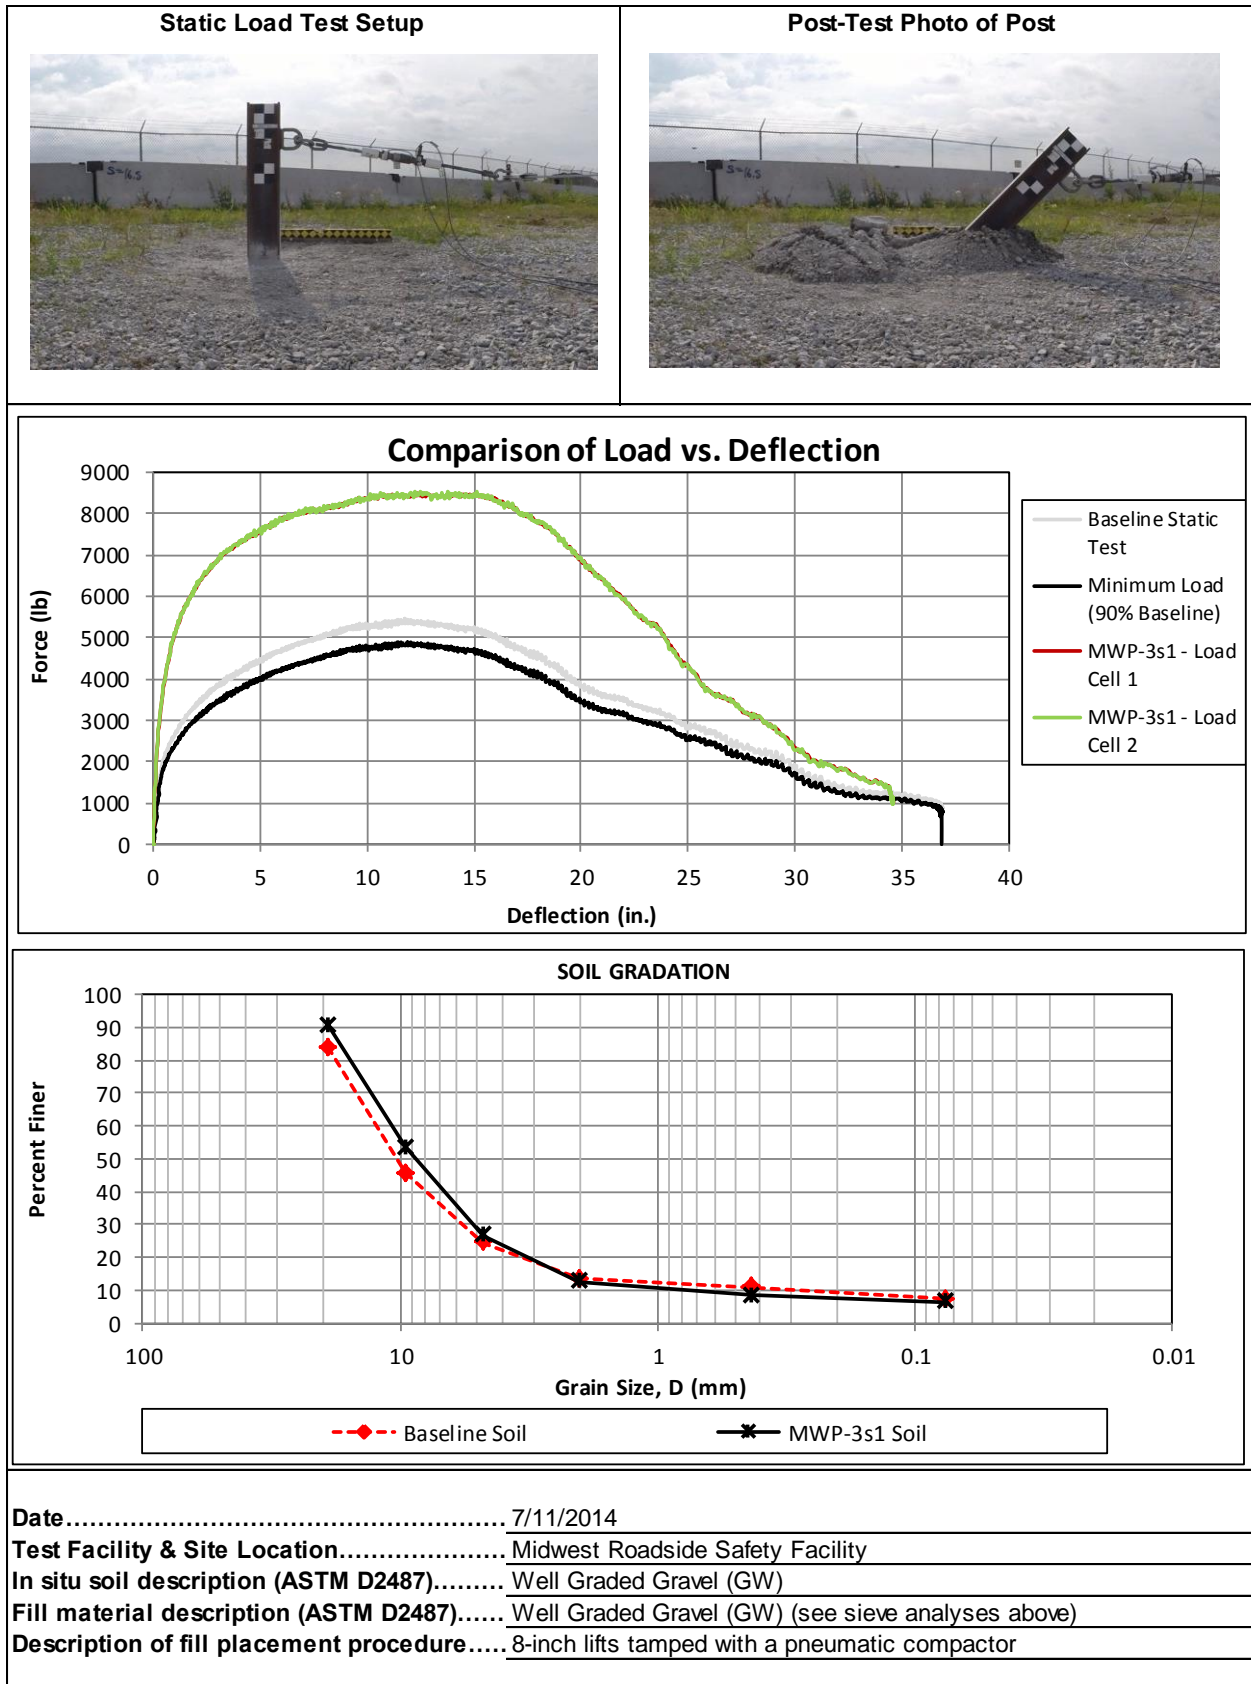 Static Load Test Setup
Post-Test Photo of Post
S=16.5
S=16.5
Comparison of Load vs. Deflection
9000
8000
7000
6000
5000
4000
3000
2000
1000
0
Force (lb)
0 5 10 15 20 25 30 35 40
Deflection (in.)
Baseline Static
Test
Minimum Load
(90% Baseline)
MWP-3s1 - Load
Cell 1
MWP-3s1 - Load
Cell 2
SOIL GRADATION
100
90
80
70
60
50
40
30
20
10
0
Percent Finer
100 10 1 0.1 0.01
Grain Size, D (mm)
Baseline Soil
MWP-3s1 Soil
Date.................................................. 7/11/2014
Test Facility & Site Location.................... Midwest Roadside Safety Facility
In situ soil description (ASTM D2487)......... Well Graded Gravel (GW)
Fill material description (ASTM D2487)...... Well Graded Gravel (GW) (see sieve analyses above)
Description of fill placement procedure..... 8-inch lifts tamped with a pneumatic compactor